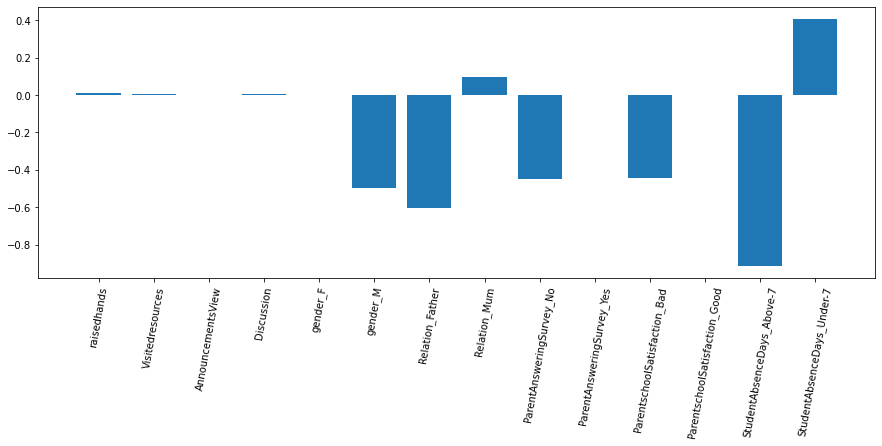 0.4
0.2
0.0
−0.2
−0.4
−0.6
−0.8
raisedhands
Visitedresources
AnnouncementsView
Discussion
gender_F
gender_M
Relation_Father
Relation_Mum
ParentAnsweringSurvey_No
ParentAnsweringSurvey_Yes
ParentschoolSatisfaction_Bad
ParentschoolSatisfaction_Good
StudentAbsenceDays_Above-7
StudentAbsenceDays_Under-7